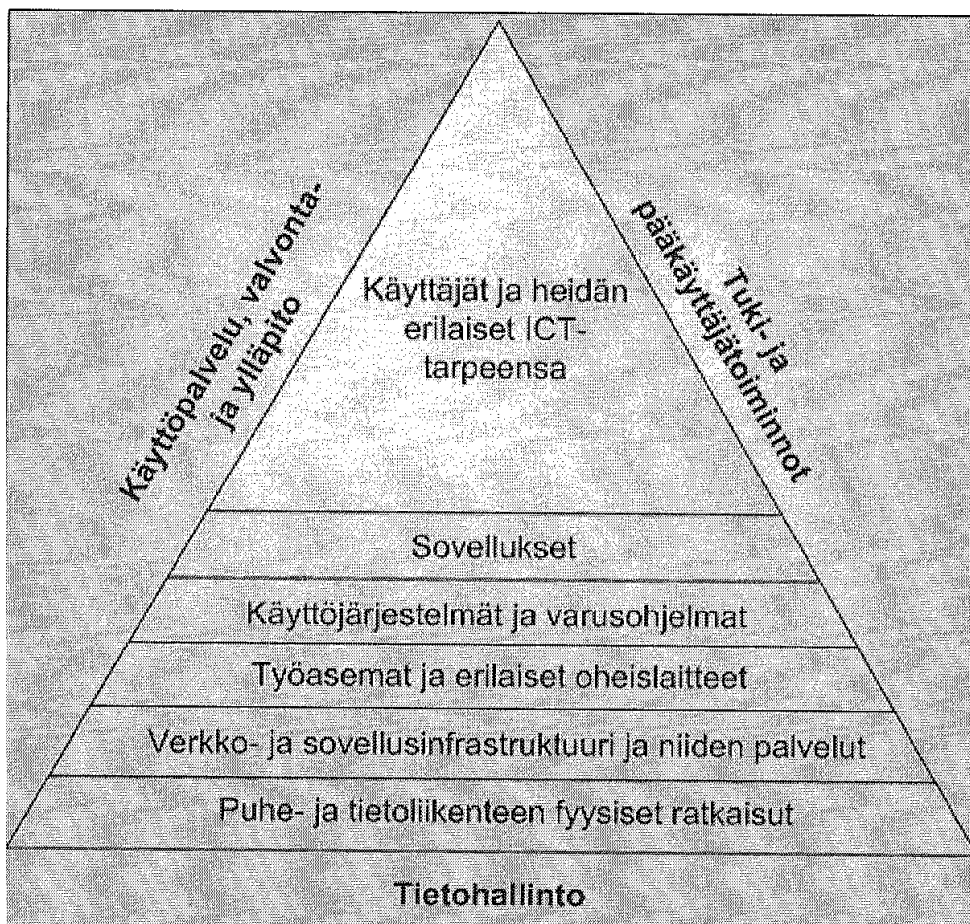 Käyttöpalvelu, valvonta-
ja ylläpito
Tuki- ja
pääkäyttäjätoiminnot
Käyttäjät ja heidän
erilaiset ICT-
tarpeensa
Sovellukset
Käyttöjärjestelmät ja varusohjelmat
Työasemat ja erilaiset oheislaitteet
Verkko- ja sovellusinfrastruktuuri ja niiden palvelut
Puhe- ja tietoliikenteen fyysiset ratkaisut
Tietohallinto